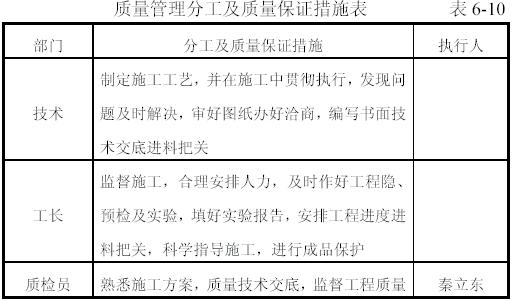 质量管理分工及质量保证措施表 表 6-10
部门 分工及质量保证措施 执行人
制定施工工艺，并在施工中贯彻执行，发现问
技术 题及时解决，审好图纸办好洽商，编写书面技
术交底进料把关
监督施工，合理安排人力，及时作好工程隐、
工长 预检及实验，填好实验报告，安排工程进度进
料把关，科学指导施工，进行成品保护
质检员 熟悉施工方案，质量技术交底，监督工程质量 秦立东